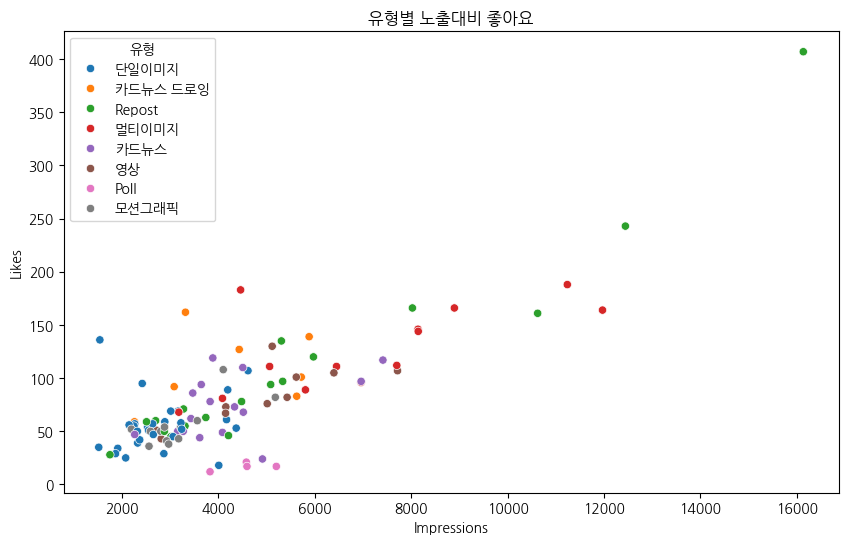 유형별 노출대비 좋아요
유형
단일이미지
카드뉴스 드로잉
Repost
멀티이미지
카드뉴스
영상
Poll
모션그래픽
400
350
300
250
200
150
100
50
0
Likes
2000
4000
6000
8000
10000
12000
14000
16000
Impressions